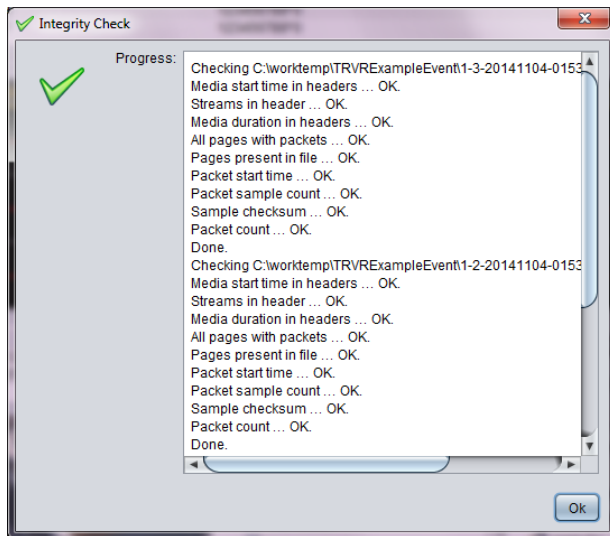 Integrity Check
Progress:
Checking C:\worktemp\TRVRExampleEvent\1-3-20141104-0153
Media start time in headers ... OK.
Streams in header ... OK.
Media duration in headers ... OK.
All pages with packets ... OK.
Pages present in file ... OK.
Packet start time ... OK.
Packet sample count ... OK.
Sample checksum ... OK.
Packet count ... OK.
Done.
Checking C:\worktemp\TRVRExampleEvent\1-2-20141104-0153
Media start time in headers ... OK.
Streams in header ... OK.
Media duration in headers ... OK.
All pages with packets ... OK.
Pages present in file ... OK.
Packet start time ... OK.
Packet sample count ... OK.
Sample checksum ... OK.
Packet count ... OK.
Done.
Ok